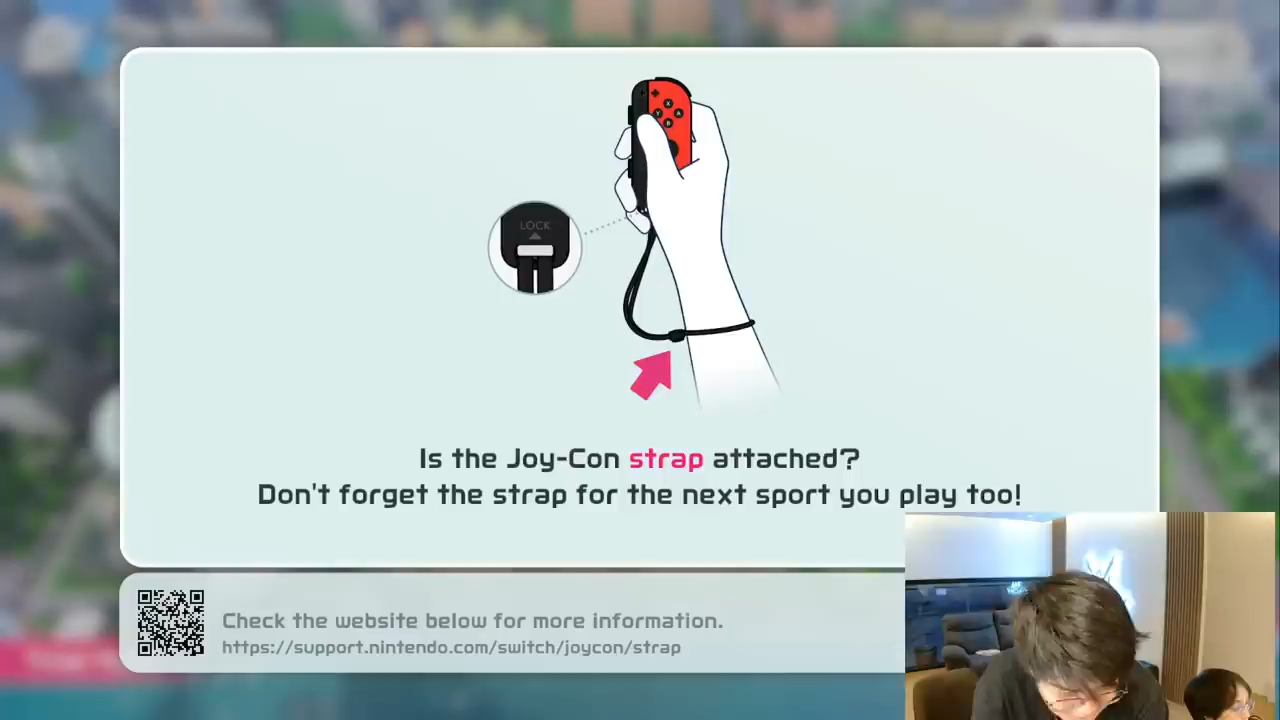 LOCK
Is the Joy-Con strap attached?
Don't forget the strap for the next sport you play too!
Check the website below for more information.
https://support.nintendo.com/switch/joycon/strap